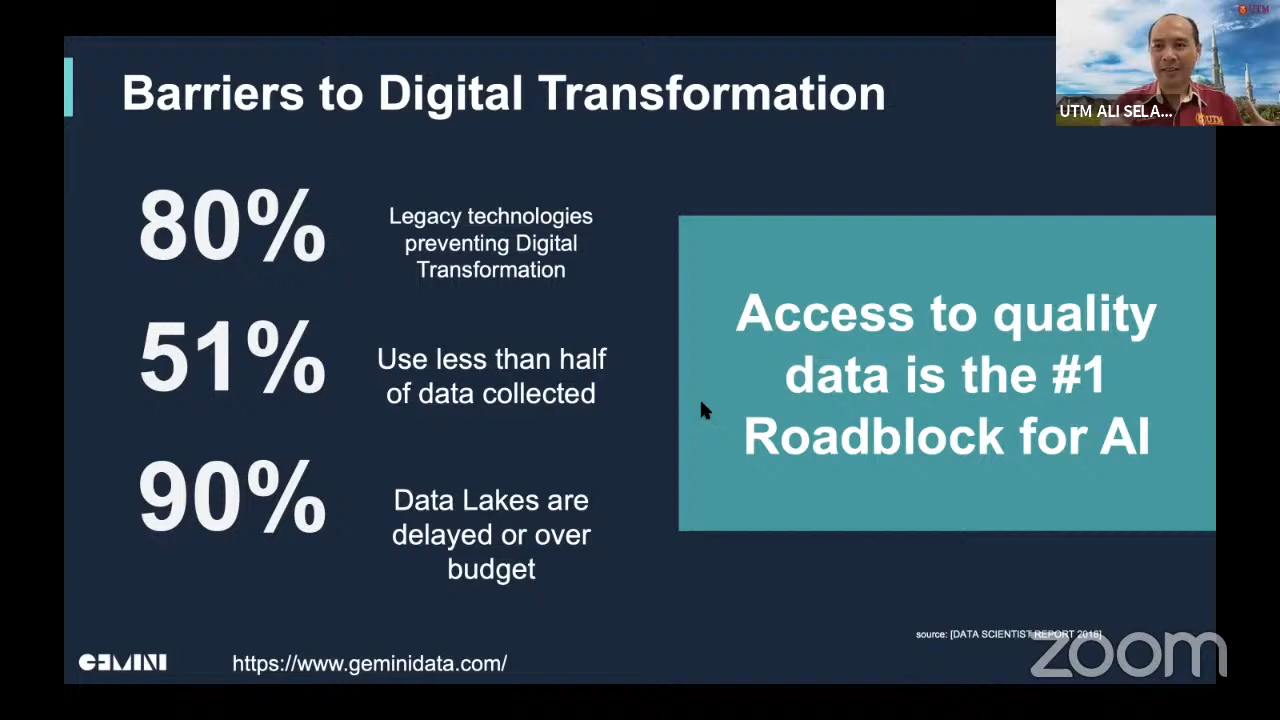 Barriers to Digital Transformation
UTM
UTM ALI SELA...
UTM
80%
Legacy technologies
preventing Digital
Transformation
51%
Use less than half
of data collected
90%
Data Lakes are
delayed or over
budget
Access to quality
data is the #1
Roadblock for AI
source: [DATA SCIENTIST REPORT 2018]
zoom
GEMINI
https://www.geminidata.com/